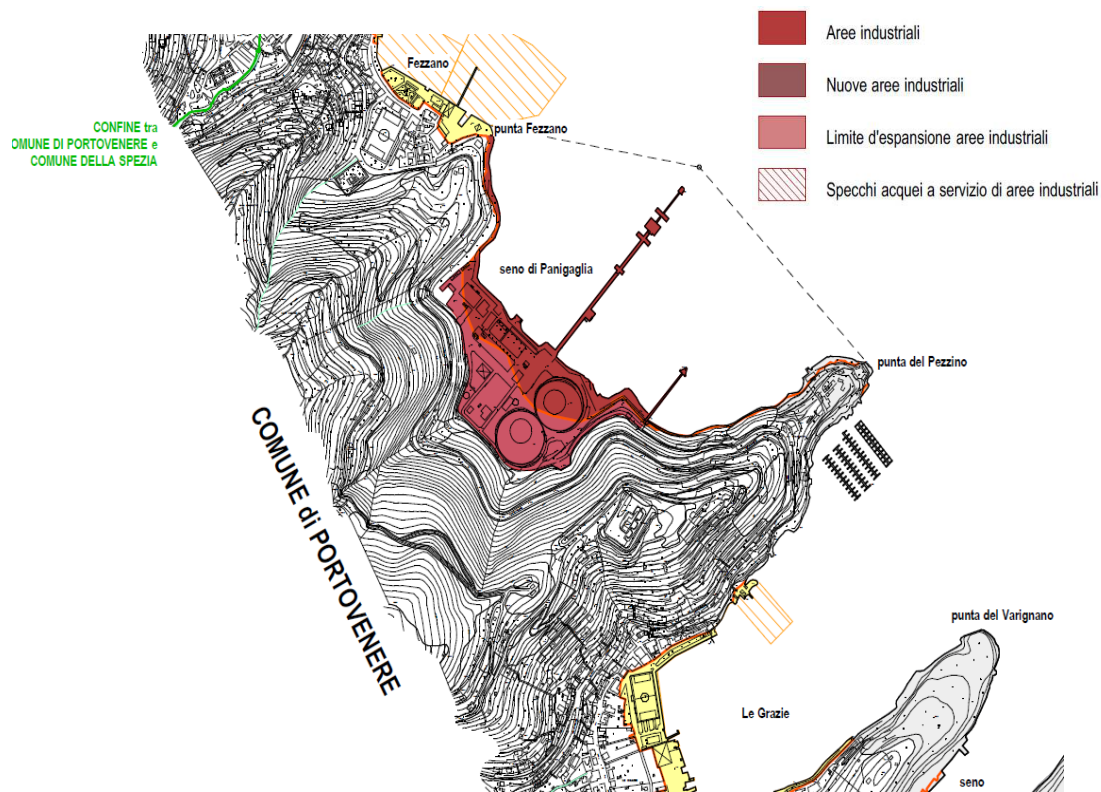 Aree industriali
Nuove aree industriali
Limite d'espansione aree industriali
Specchi acquei a servizio di aree industriali
Fezzano
punta Fezzano
CONFINE tra
OMUNE DI PORTOVENERE e
COMUNE DELLA SPEZIA
seno di Panigaglia
punta del Pezzino
COMUNE di PORTOVENERE
punta del Varignano
Le Grazie
seno